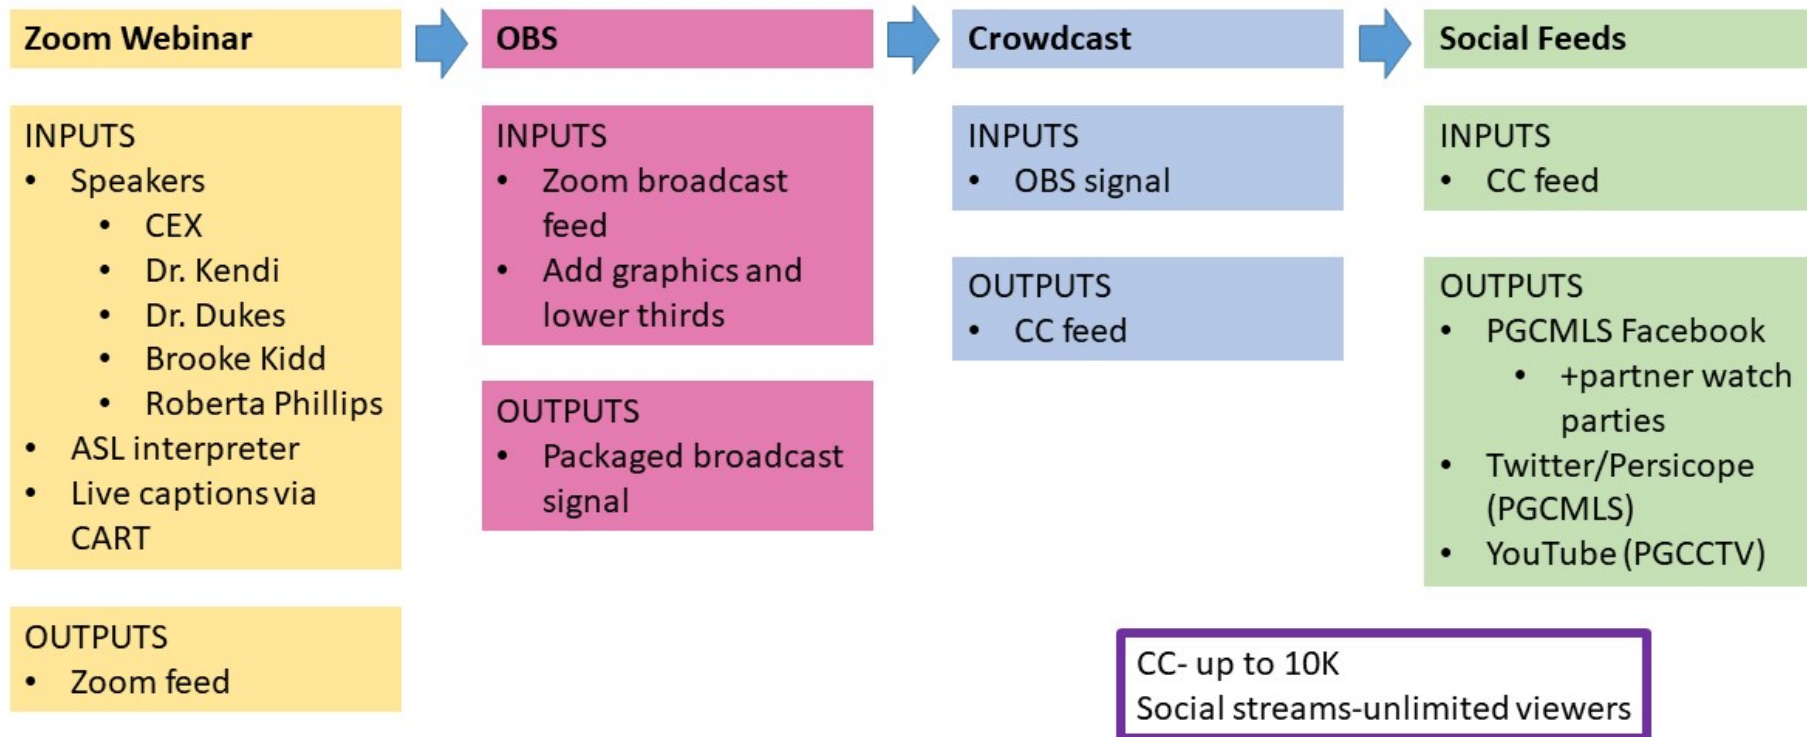 Zoom Webinar
INPUTS
• Speakers
• CEX
• Dr. Kendi
• Dr. Dukes
• Brooke Kidd
• Roberta Phillips
• ASL interpreter
• Live captions via
CART
OUTPUTS
• Zoom feed
OBS
INPUTS
• Zoom broadcast
feed
• Add graphics and
lower thirds
OUTPUTS
• Packaged broadcast
signal
Crowdcast
INPUTS
• OBS signal
OUTPUTS
• CC feed
Social Feeds
INPUTS
• CC feed
OUTPUTS
• PGCMLS Facebook
• +partner watch
parties
• Twitter/Persicope
(PGCMLS)
• YouTube (PGCCTV)
CC- up to 10K
Social streams-unlimited viewers